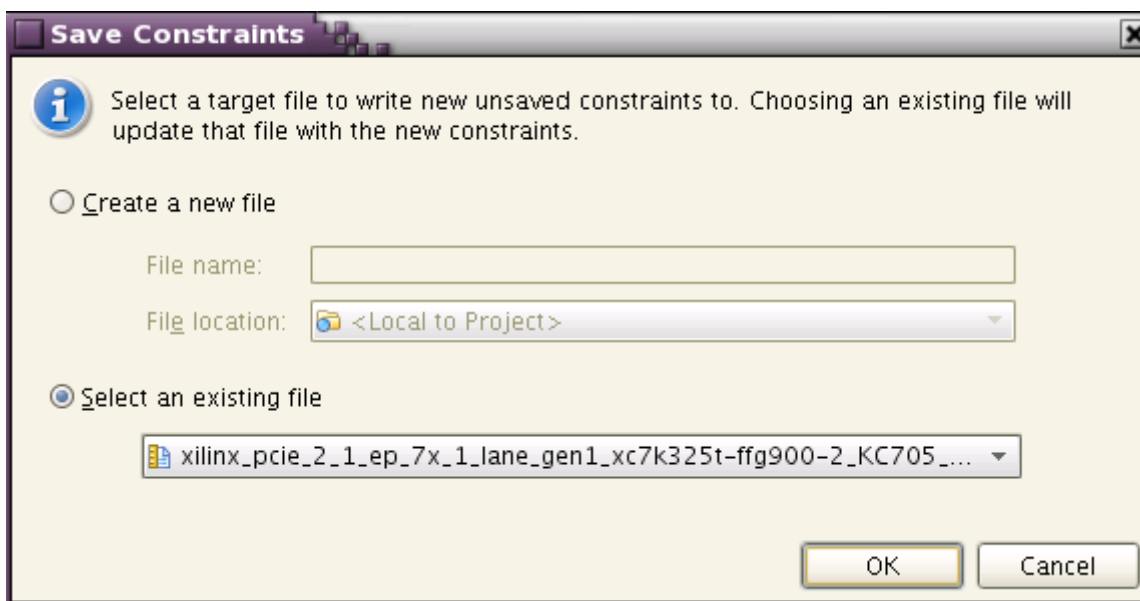 Save Constraints
Select a target file to write new unsaved constraints to. Choosing an existing file will
update that file with the new constraints.
Create a new file
File name:
File location: <Local to Project>
Select an existing file
xilinx_pcie_2_1_ep_7x_1_lane_gen1_xc7k325t-ffg900-2_KC705_...
OK Cancel